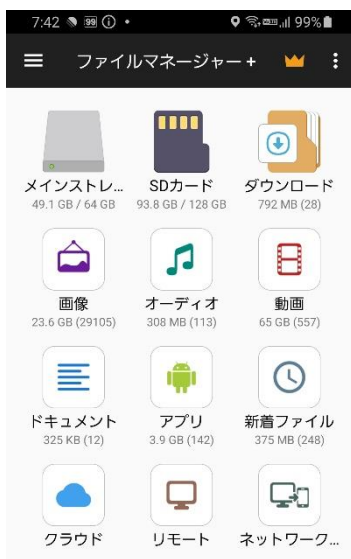 7:42 99 99%
ファイルマネージャー +
メインストレ... SDカード ダウンロード
49.1 GB / 64 GB 93.8 GB / 128 GB 792 MB (28)
画像 オーディオ 動画
23.6 GB (29105) 308 MB (113) 65 GB (557)
ドキュメント アプリ 新着ファイル
325 KB (12) 3.9 GB (142) 375 MB (248)
クラウド リモート ネットワーク...